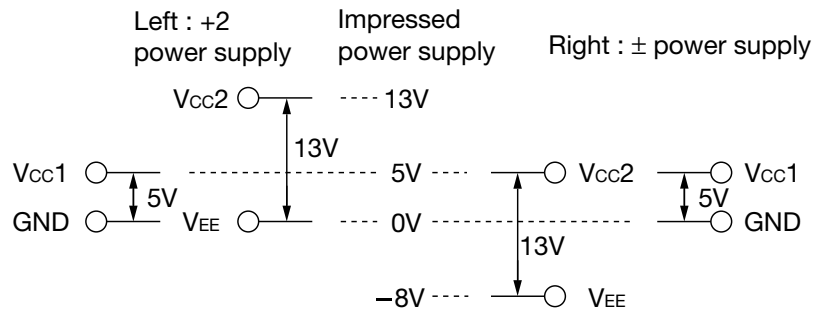 Left : +2
power supply
Impressed
power supply
Right : ± power supply
VCC2
13V
13V
VCC1
5V
5V
VCC2
VCC1
5V
GND
VEE
0V
13V
GND
−8V
VEE